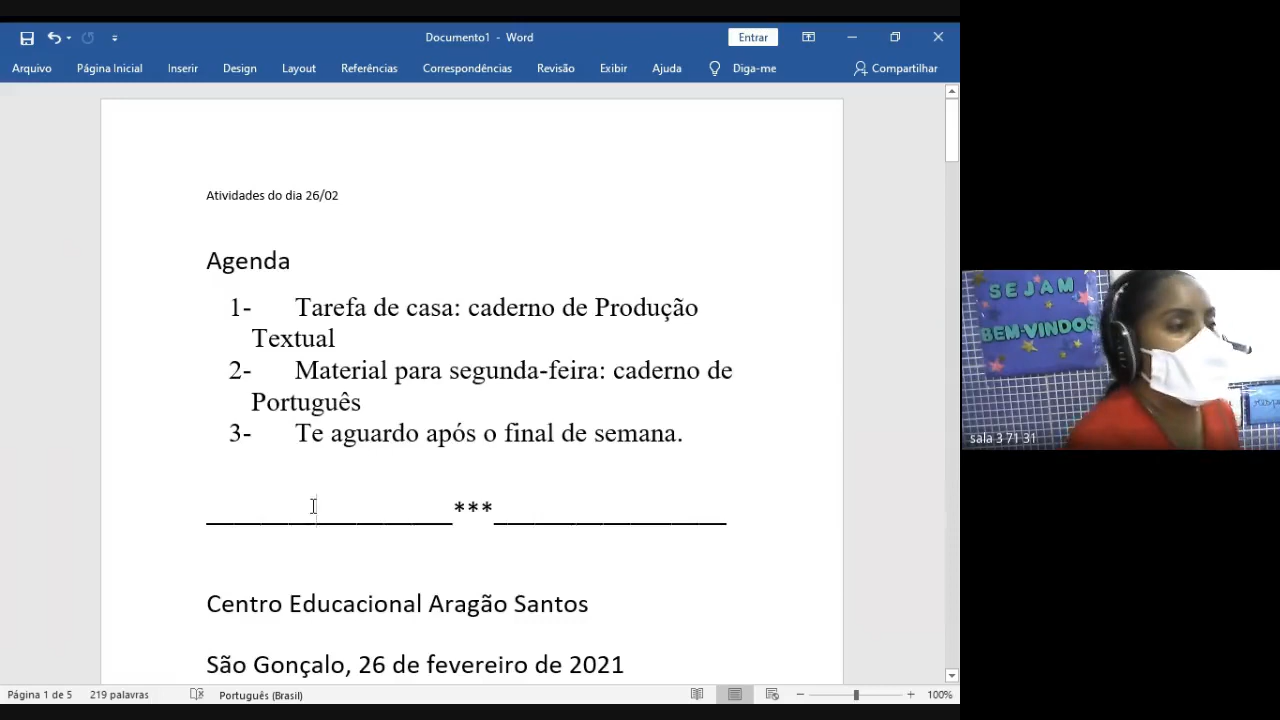 Documento1 - Word
Entrar
Arquivo Página Inicial Inserir Design Layout Referências Correspondências Revisão Exibir Ajuda Diga-me Compartilhar
Atividades do dia 26/02
Agenda
1- Tarefa de casa: caderno de Produção
Textual
2- Material para segunda-feira: caderno de
Português
3- Te aguardo após o final de semana.
__________________***_________________
Centro Educacional Aragão Santos
São Gonçalo, 26 de fevereiro de 2021
Página 1 de 5 219 palavras Português (Brasil) 100%
SEJAM
BEM-VINDOS
sala 3 71 31